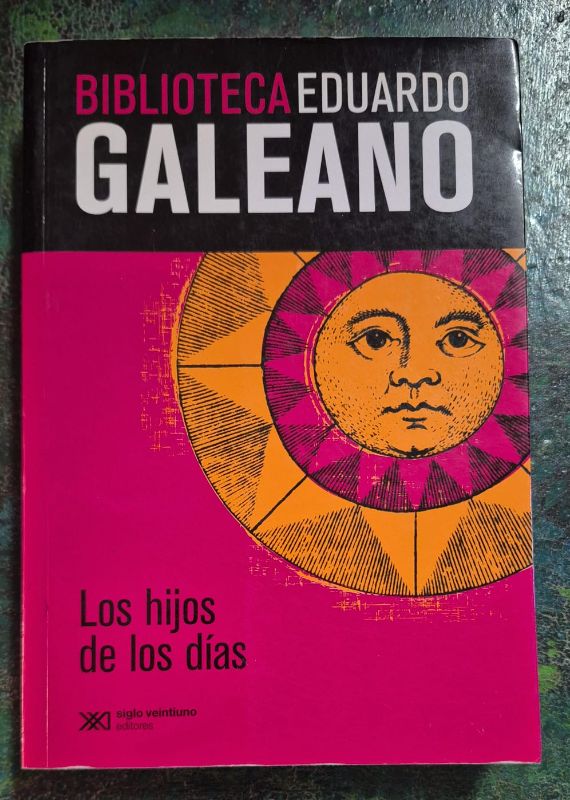 BIBLIOTECA EDUARDO
GALEANO
Los hijos
de los días
siglo veintiuno
editores